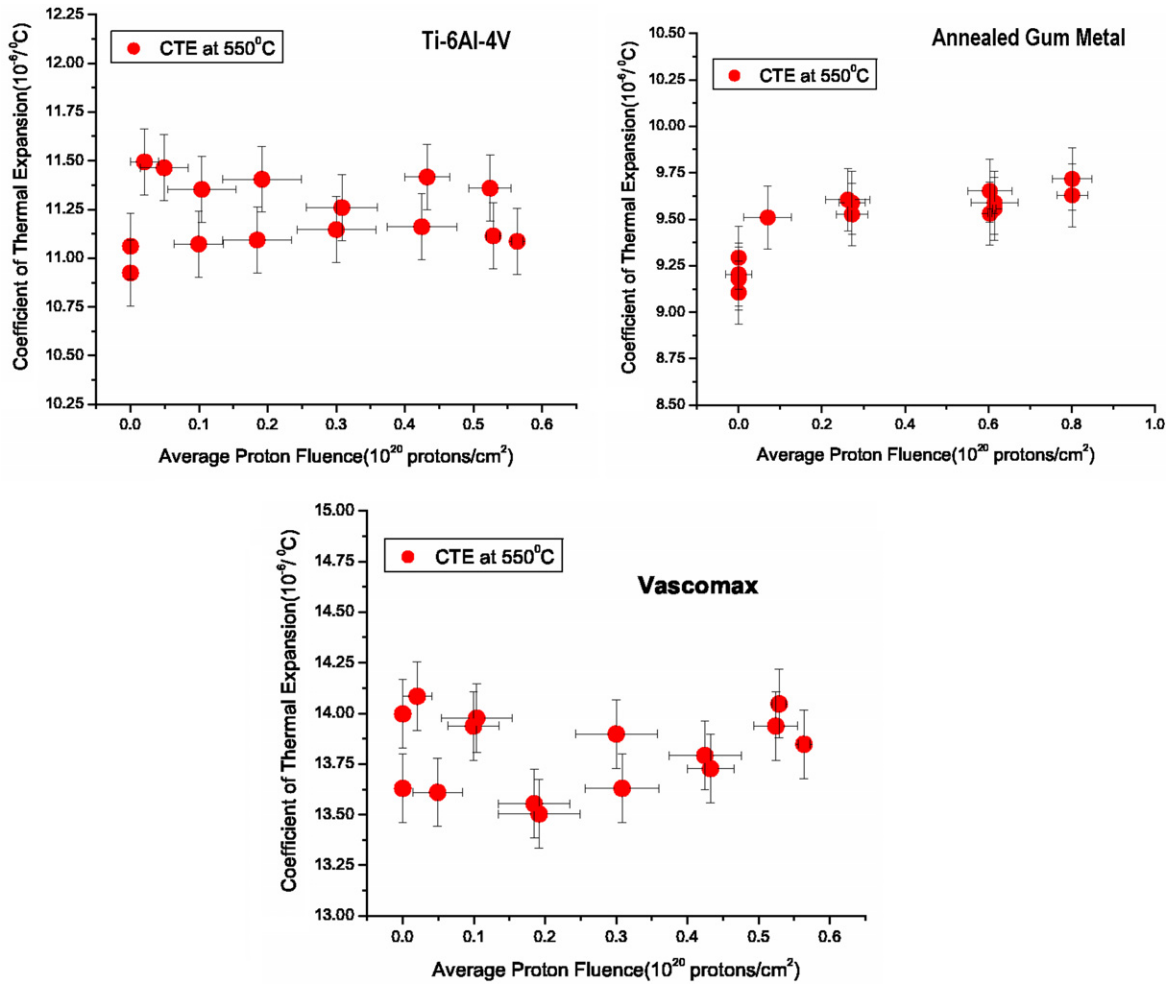 Ti-6Al-4V
CTE at 550⁰C
Coefficient of Thermal Expansion(10⁻⁶/⁰C)
12.25
12.00
11.75
11.50
11.25
11.00
10.75
10.50
10.25
0.0 0.1 0.2 0.3 0.4 0.5 0.6
Average Proton Fluence(10²⁰ protons/cm²)
Annealed Gum Metal
CTE at 550⁰C
Coefficient of Thermal Expansion(10⁻⁶/⁰C)
10.50
10.25
10.00
9.75
9.50
9.25
9.00
8.75
8.50
0.0 0.2 0.4 0.6 0.8 1.0
Average Proton Fluence(10²⁰ protons/cm²)
Vascomax
CTE at 550⁰C
Coefficient of Thermal Expansion(10⁻⁶/⁰C)
15.00
14.75
14.50
14.25
14.00
13.75
13.50
13.25
13.00
0.0 0.1 0.2 0.3 0.4 0.5 0.6
Average Proton Fluence(10²⁰ protons/cm²)